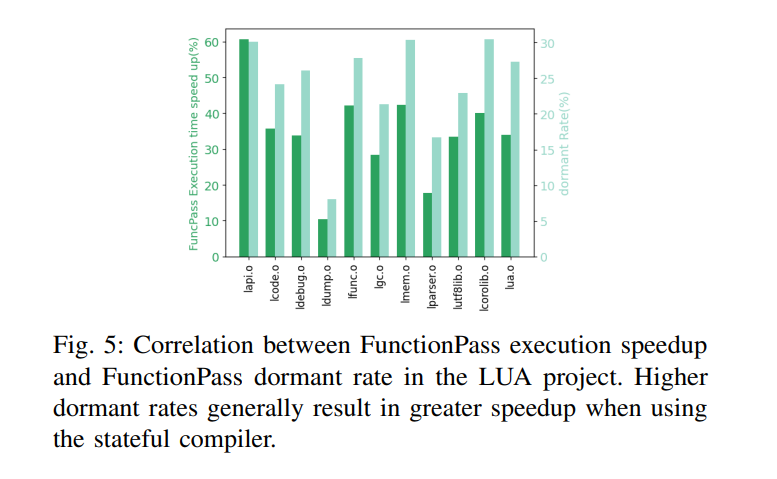 FuncPass Execution time speed up(%)
60
50
40
30
20
10
0
30
25
20
15
10
5
0
dormant Rate(%)
lapi.o
lcode.o
ldebug.o
ldump.o
lfunc.o
lgc.o
lmem.o
lparser.o
lutf8lib.o
lcorolib.o
lua.o
Fig. 5: Correlation between FunctionPass execution speedup
and FunctionPass dormant rate in the LUA project. Higher
dormant rates generally result in greater speedup when using
the stateful compiler.